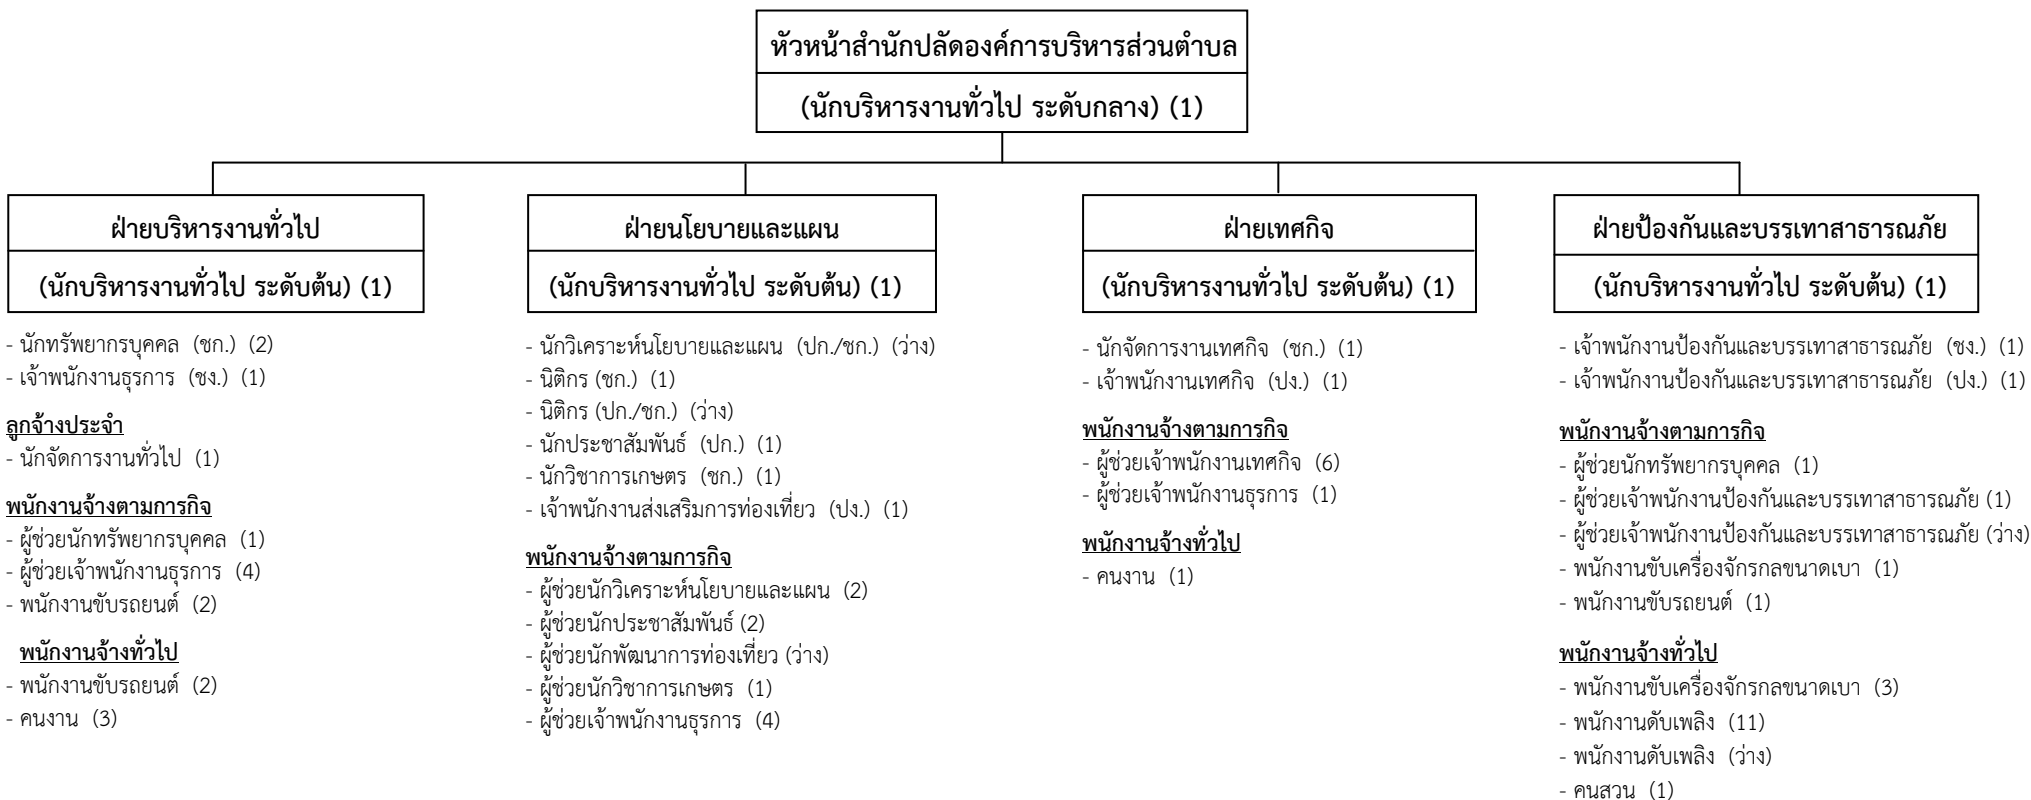 หัวหน้าสำนักปลัดองค์การบริหารส่วนตำบล
(นักบริหารงานทั่วไป ระดับกลาง) (1)
ฝ่ายบริหารงานทั่วไป
(นักบริหารงานทั่วไป ระดับต้น) (1)
- นักทรัพยากรบุคคล (ชก.) (2)
- เจ้าพนักงานธุรการ (ชง.) (1)
ลูกจ้างประจำ
- นักจัดการงานทั่วไป (1)
พนักงานจ้างตามภารกิจ
- ผู้ช่วยนักทรัพยากรบุคคล (1)
- ผู้ช่วยเจ้าพนักงานธุรการ (4)
- พนักงานขับรถยนต์ (2)
พนักงานจ้างทั่วไป
- พนักงานขับรถยนต์ (2)
- คนงาน (3)
ฝ่ายนโยบายและแผน
(นักบริหารงานทั่วไป ระดับต้น) (1)
- นักวิเคราะห์นโยบายและแผน (ปก./ชก.) (ว่าง)
- นิติกร (ชก.) (1)
- นิติกร (ปก./ชก.) (ว่าง)
- นักประชาสัมพันธ์ (ปก.) (1)
- นักวิชาการเกษตร (ชก.) (1)
- เจ้าพนักงานส่งเสริมการท่องเที่ยว (ปง.) (1)
พนักงานจ้างตามภารกิจ
- ผู้ช่วยนักวิเคราะห์นโยบายและแผน (2)
- ผู้ช่วยนักประชาสัมพันธ์ (2)
- ผู้ช่วยนักพัฒนาการท่องเที่ยว (ว่าง)
- ผู้ช่วยนักวิชาการเกษตร (1)
- ผู้ช่วยเจ้าพนักงานธุรการ (4)
ฝ่ายเทศกิจ
(นักบริหารงานทั่วไป ระดับต้น) (1)
- นักจัดการงานเทศกิจ (ชก.) (1)
- เจ้าพนักงานเทศกิจ (ปง.) (1)
พนักงานจ้างตามภารกิจ
- ผู้ช่วยเจ้าพนักงานเทศกิจ (6)
- ผู้ช่วยเจ้าพนักงานธุรการ (1)
พนักงานจ้างทั่วไป
- คนงาน (1)
ฝ่ายป้องกันและบรรเทาสาธารณภัย
(นักบริหารงานทั่วไป ระดับต้น) (1)
- เจ้าพนักงานป้องกันและบรรเทาสาธารณภัย (ชง.) (1)
- เจ้าพนักงานป้องกันและบรรเทาสาธารณภัย (ปง.) (1)
พนักงานจ้างตามภารกิจ
- ผู้ช่วยนักทรัพยากรบุคคล (1)
- ผู้ช่วยเจ้าพนักงานป้องกันและบรรเทาสาธารณภัย (1)
- ผู้ช่วยเจ้าพนักงานป้องกันและบรรเทาสาธารณภัย (ว่าง)
- พนักงานขับเครื่องจักรกลขนาดเบา (1)
- พนักงานขับรถยนต์ (1)
พนักงานจ้างทั่วไป
- พนักงานขับเครื่องจักรกลขนาดเบา (3)
- พนักงานดับเพลิง (11)
- พนักงานดับเพลิง (ว่าง)
- คนสวน (1)